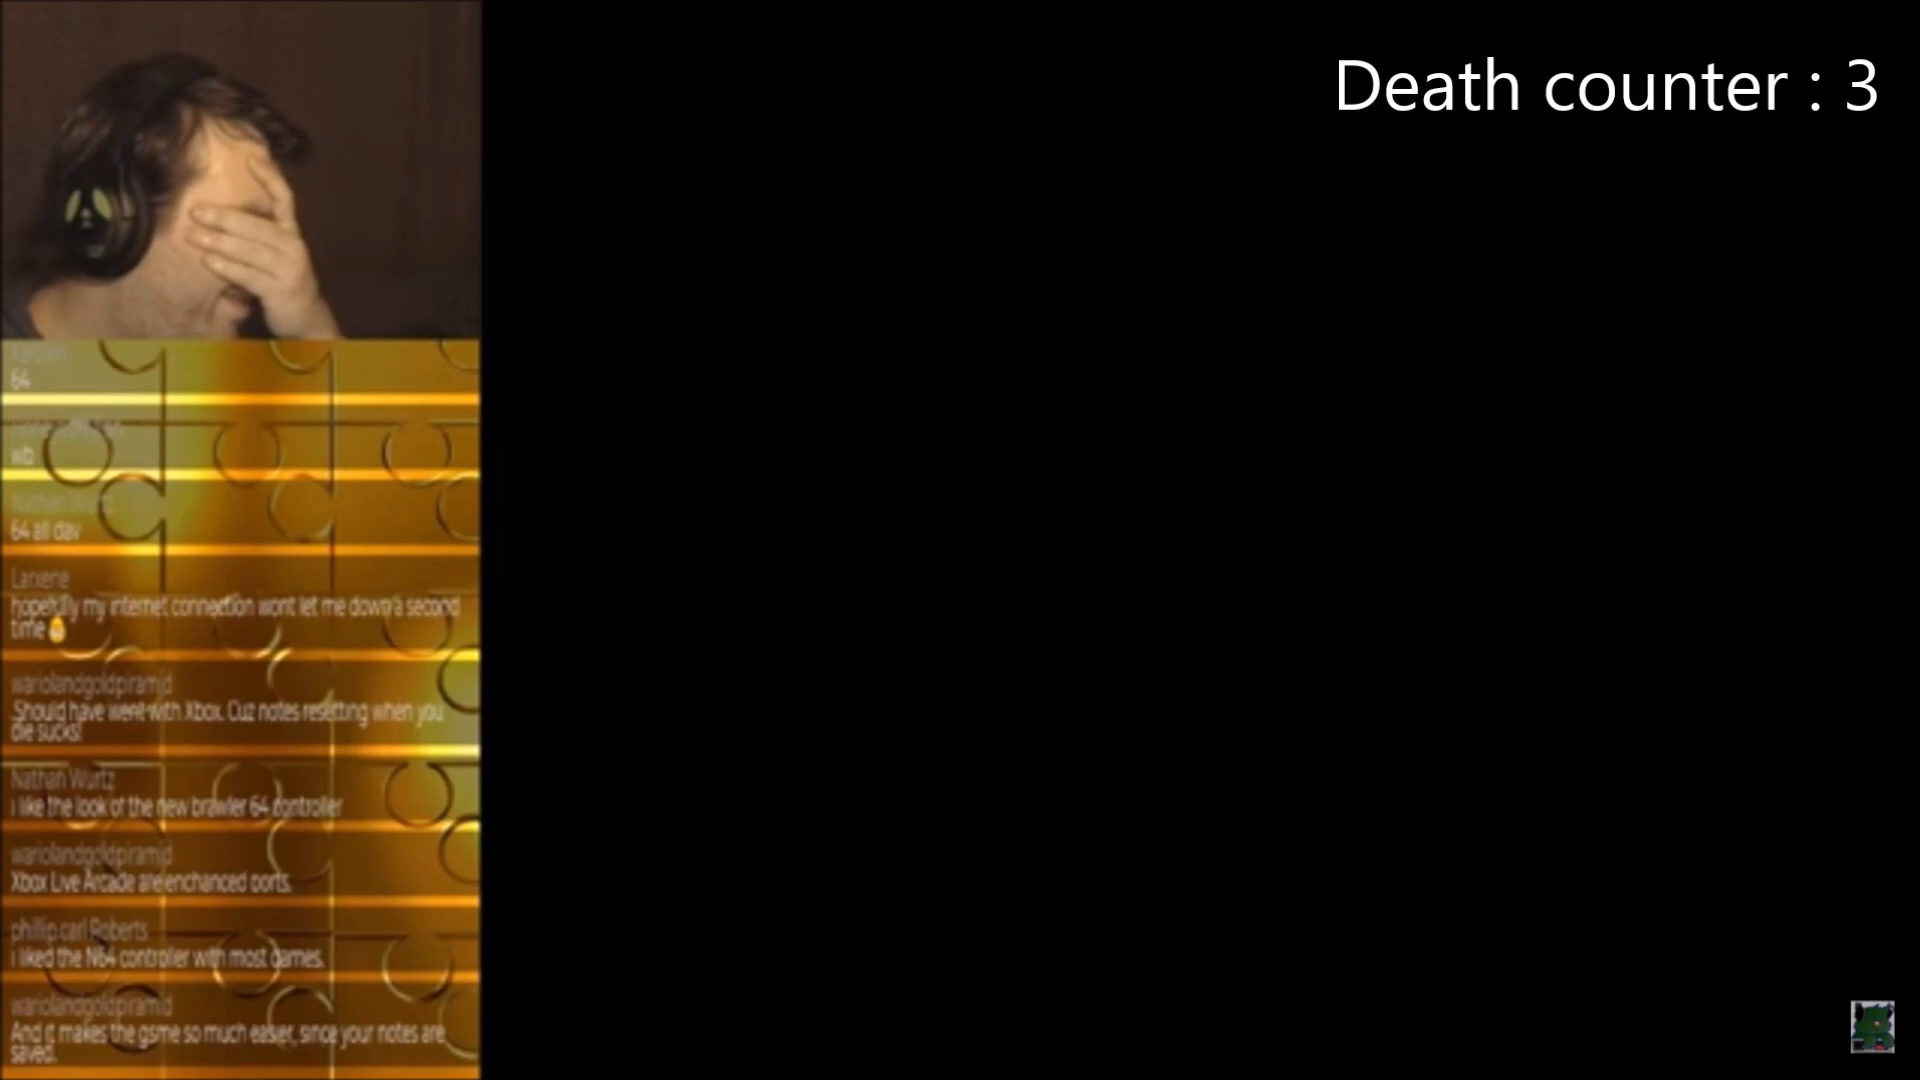 Death counter : 3
64
wb
Nathan Wurtz
64 all day
Larxene
hopefully my internet connection wont let me down a second
time
wariolandgoldpiramid
Should have went with Xbox. Cuz notes resetting when you
die sucks!
Nathan Wurtz
i like the look of the new brawler 64 controller
wariolandgoldpiramid
Xbox Live Arcade are enchanced ports.
phillip carl Roberts
i liked the N64 controller with most games.
wariolandgoldpiramid
And it makes the gsme so much easier, since your notes are
saved.